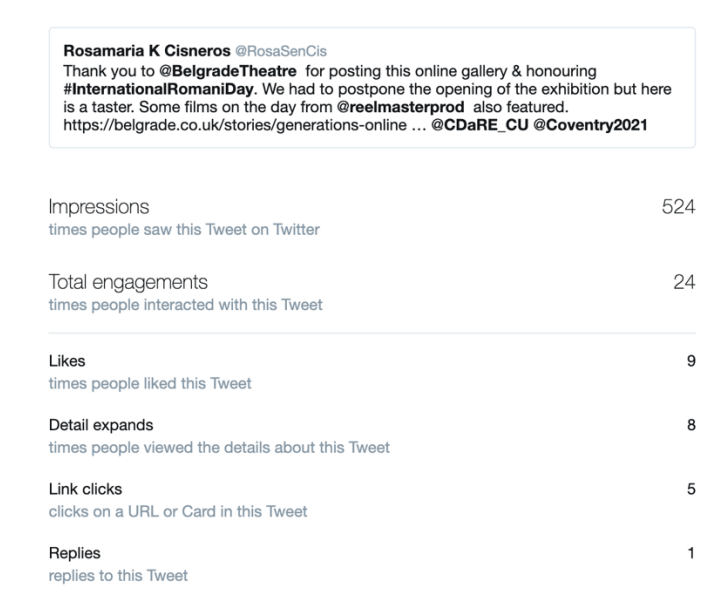 Rosamaria K Cisneros @RosaSenCis
Thank you to @BelgradeTheatre for posting this online gallery & honouring
#InternationalRomaniDay. We had to postpone the opening of the exhibition but here
is a taster. Some films on the day from @reelmasterprod also featured.
https://belgrade.co.uk/stories/generations-online … @CDaRE_CU @Coventry2021
Impressions 524
times people saw this Tweet on Twitter
Total engagements 24
times people interacted with this Tweet
Likes 9
times people liked this Tweet
Detail expands 8
times people viewed the details about this Tweet
Link clicks 5
clicks on a URL or Card in this Tweet
Replies 1
replies to this Tweet